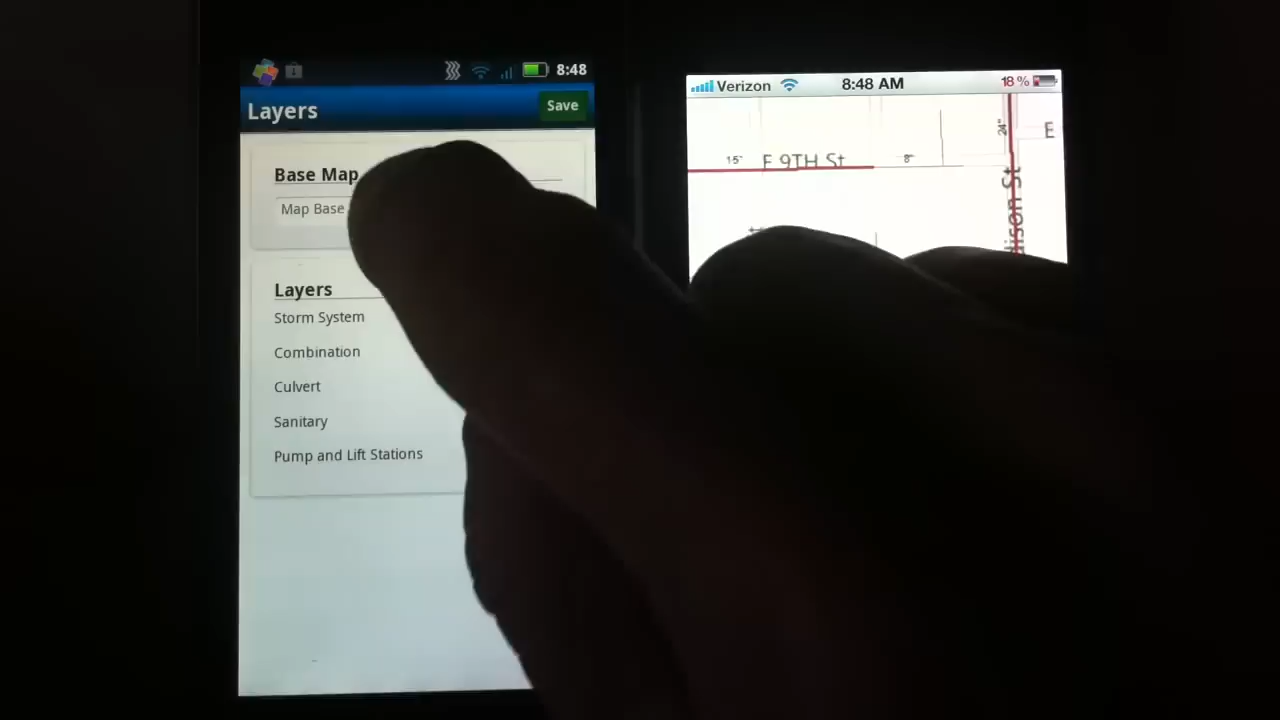 8:48
Layers
Save
Base Map
Map Base
Layers
Storm System
Combination
Culvert
Sanitary
Pump and Lift Stations
Verizon 8:48 AM 18%
24"
E
15"
E 9TH St
8"